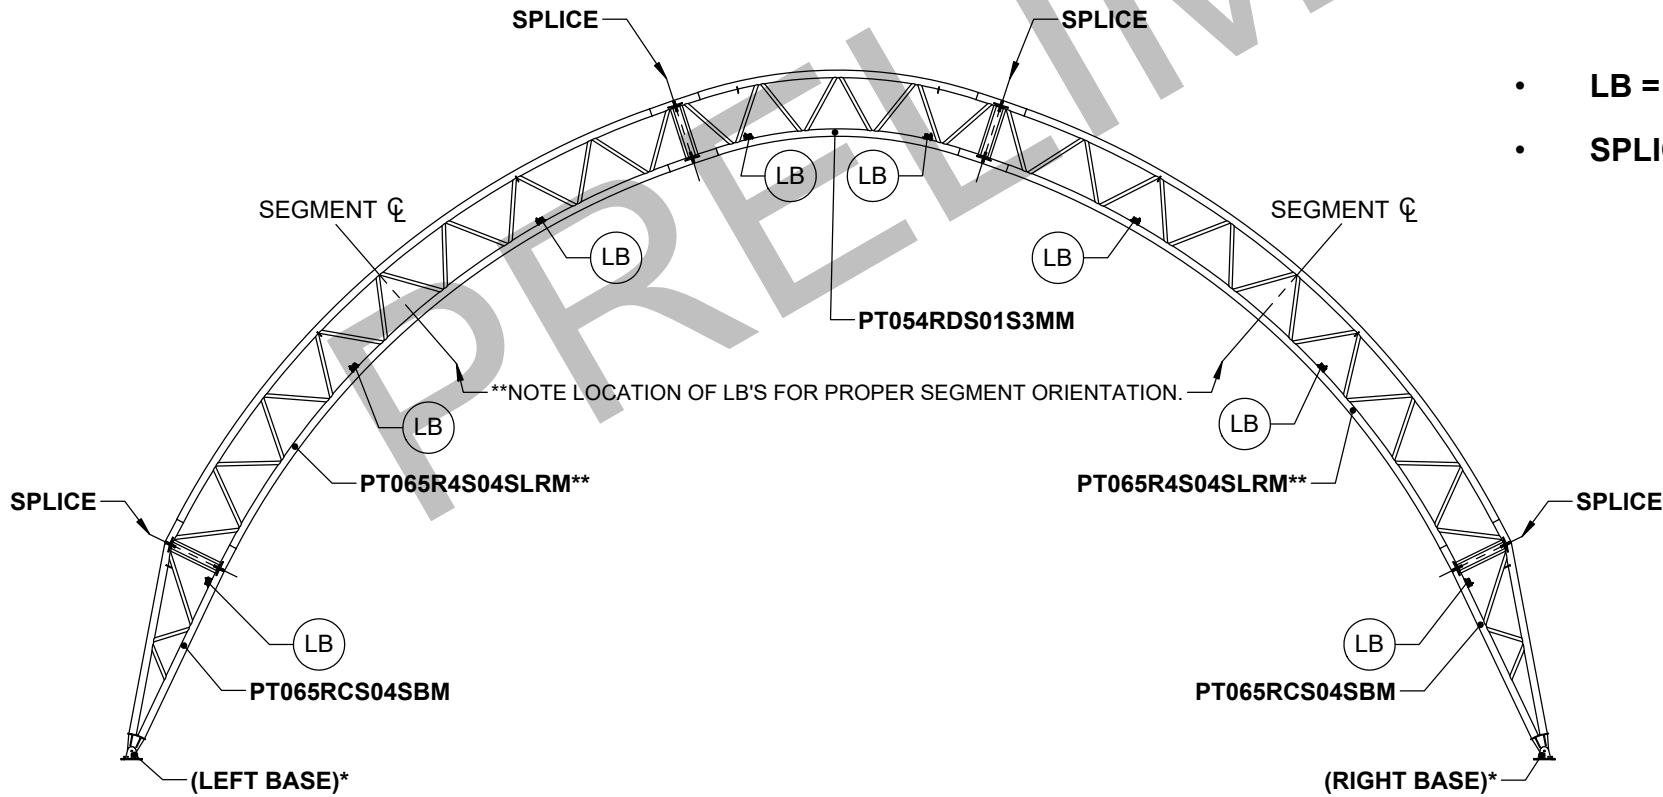 SPLICE
SPLICE
• LB =
• SPLI
PRELIM
LB
LB
SEGMENT ℄
SEGMENT ℄
LB
LB
PT054RDS01S3MM
**NOTE LOCATION OF LB'S FOR PROPER SEGMENT ORIENTATION.
LB
LB
PT065R4S04SLRM**
PT065R4S04SLRM**
SPLICE
SPLICE
LB
LB
PT065RCS04SBM
PT065RCS04SBM
(LEFT BASE)*
(RIGHT BASE)*